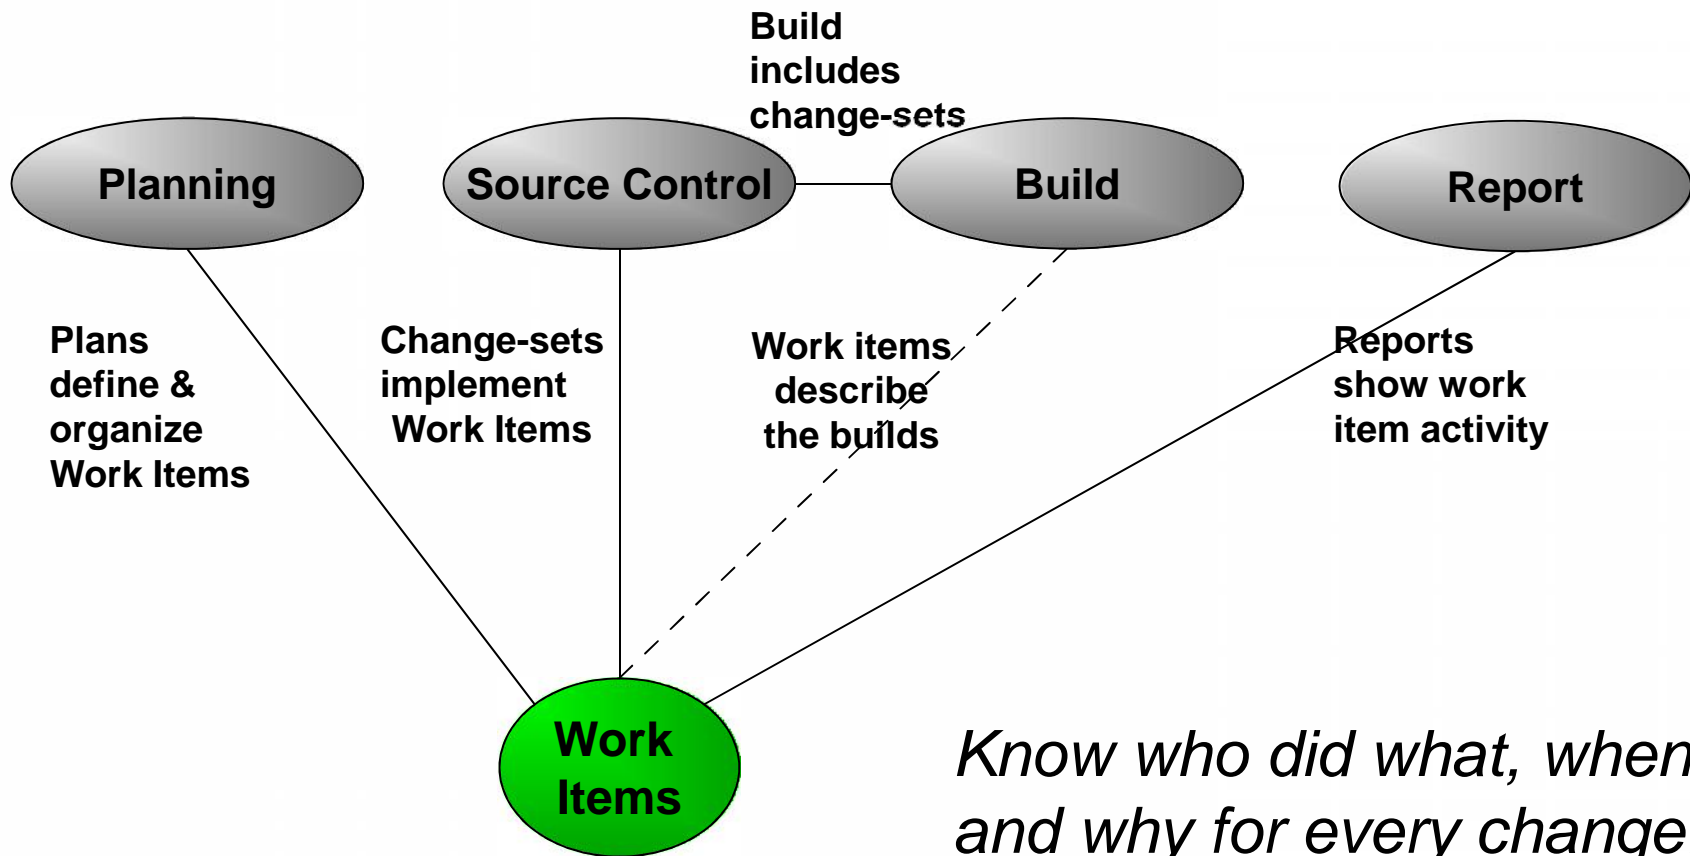 Build
includes
change-sets
Planning
Source Control
Build
Report
Plans
define &
organize
Work Items
Change-sets
implement
Work Items
Work items
describe
the builds
Reports
show work
item activity
Work
Items
Know who did what, when
and why for every change